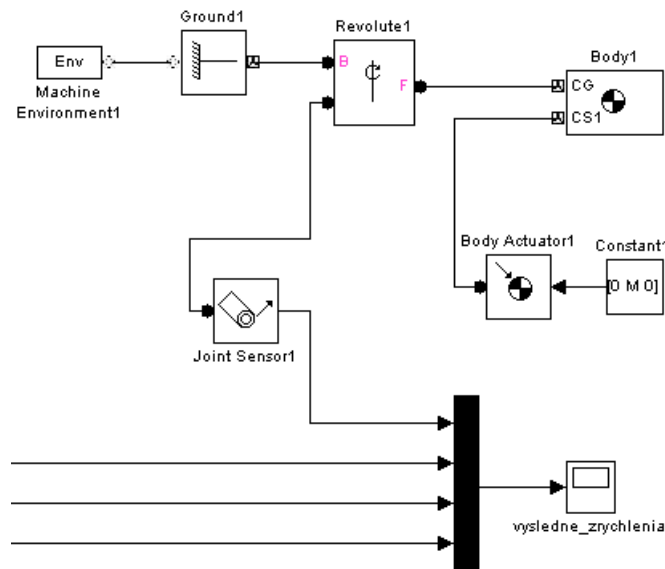 Ground1
Revolute1
Env
B
F
Body1
CG
CS1
Machine
Environment1
Body Actuator1
Constant1
[0 M 0]
Joint Sensor1
vysledne_zrychlenia